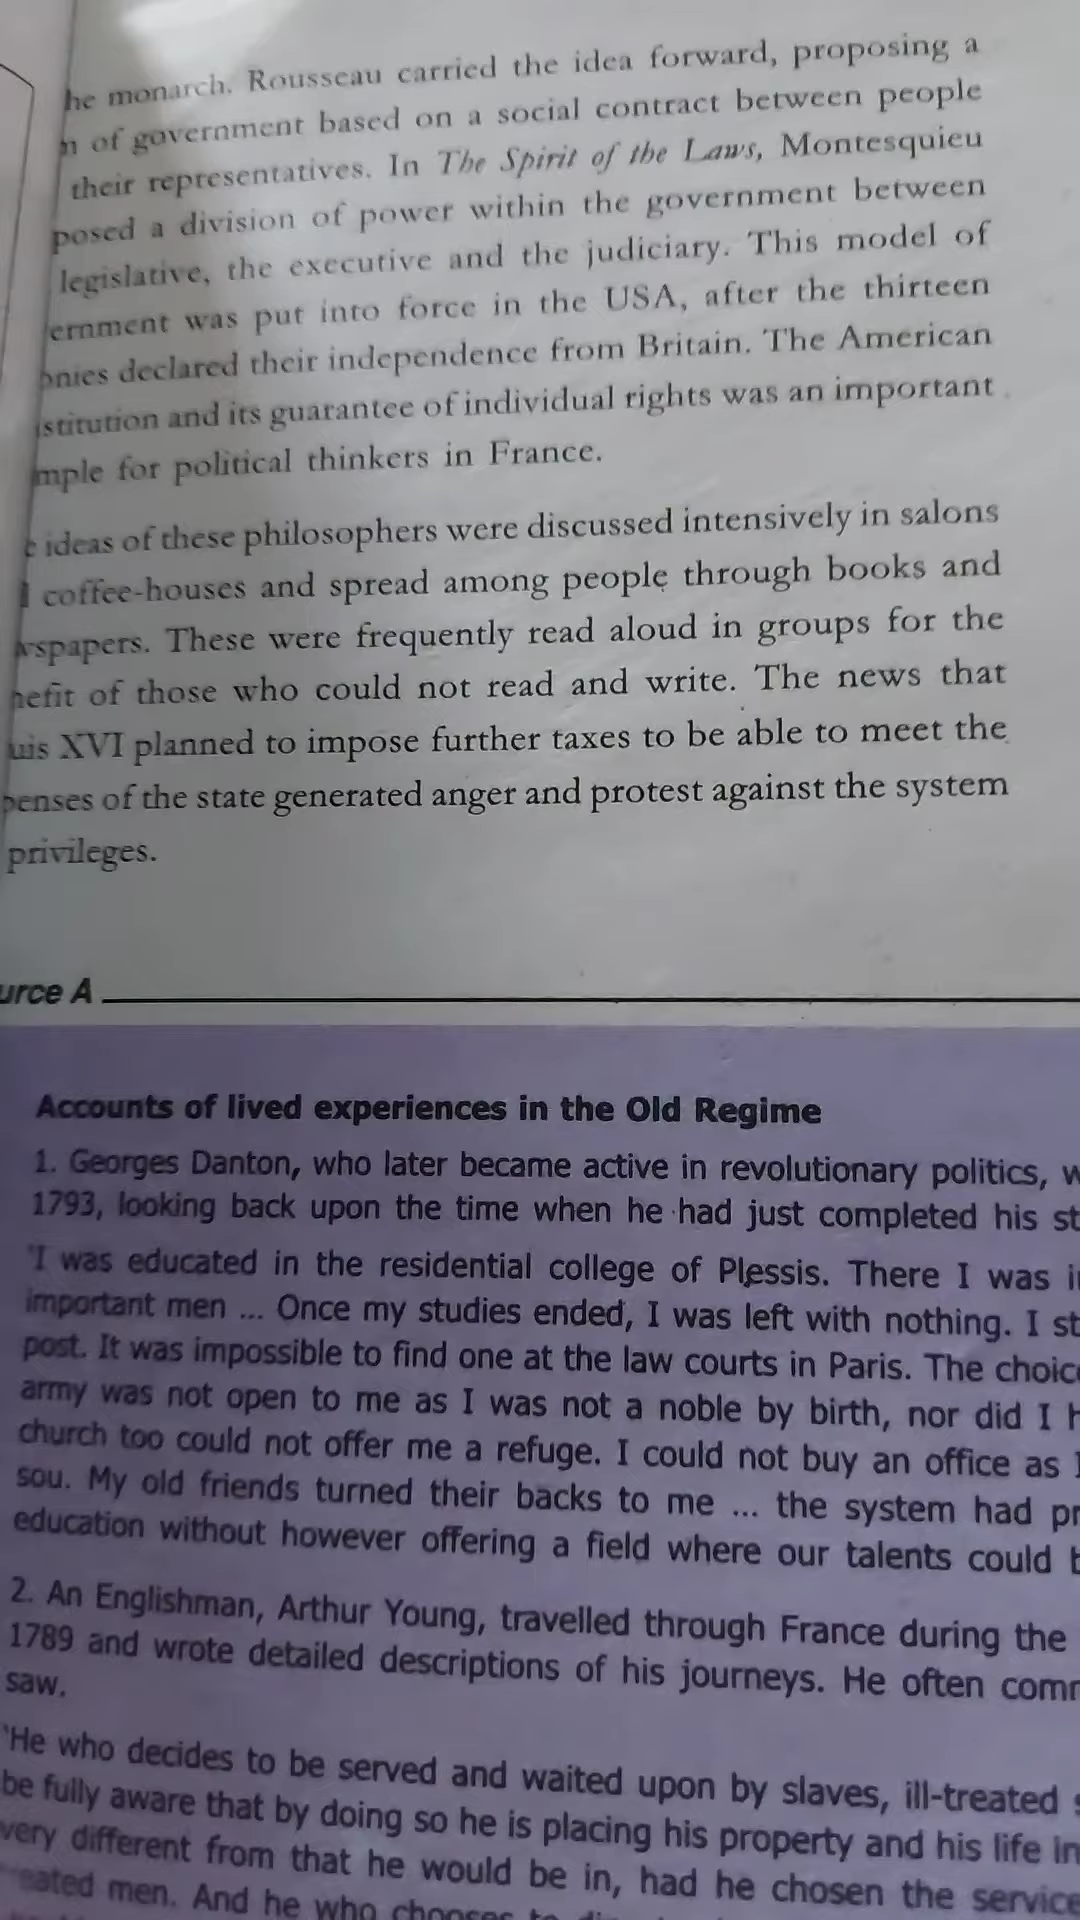 he monarch. Rousseau carried the idea forward, proposing a
of government based on a social contract between people
their representatives. In The Spirit of the Laws, Montesquieu
posed a division of power within the government between
legislative, the executive and the judiciary. This model of
ernment was put into force in the USA, after the thirteen
onies declared their independence from Britain. The American
stitution and its guarantee of individual rights was an important
mple for political thinkers in France.
ideas of these philosophers were discussed intensively in salons
coffee-houses and spread among people through books and
wspapers. These were frequently read aloud in groups for the
nefit of those who could not read and write. The news that
uis XVI planned to impose further taxes to be able to meet the
penses of the state generated anger and protest against the system
privileges.
urce A
Accounts of lived experiences in the Old Regime
1. Georges Danton, who later became active in revolutionary politics, w
1793, looking back upon the time when he had just completed his st
'I was educated in the residential college of Plessis. There I was i
important men ... Once my studies ended, I was left with nothing. I st
post. It was impossible to find one at the law courts in Paris. The choic
army was not open to me as I was not a noble by birth, nor did I h
church too could not offer me a refuge. I could not buy an office as I
sou. My old friends turned their backs to me ... the system had pr
education without however offering a field where our talents could b
2. An Englishman, Arthur Young, travelled through France during the
1789 and wrote detailed descriptions of his journeys. He often comm
saw.
'He who decides to be served and waited upon by slaves, ill-treated s
be fully aware that by doing so he is placing his property and his life in
very different from that he would be in, had he chosen the service
eated men. And he who chooses to